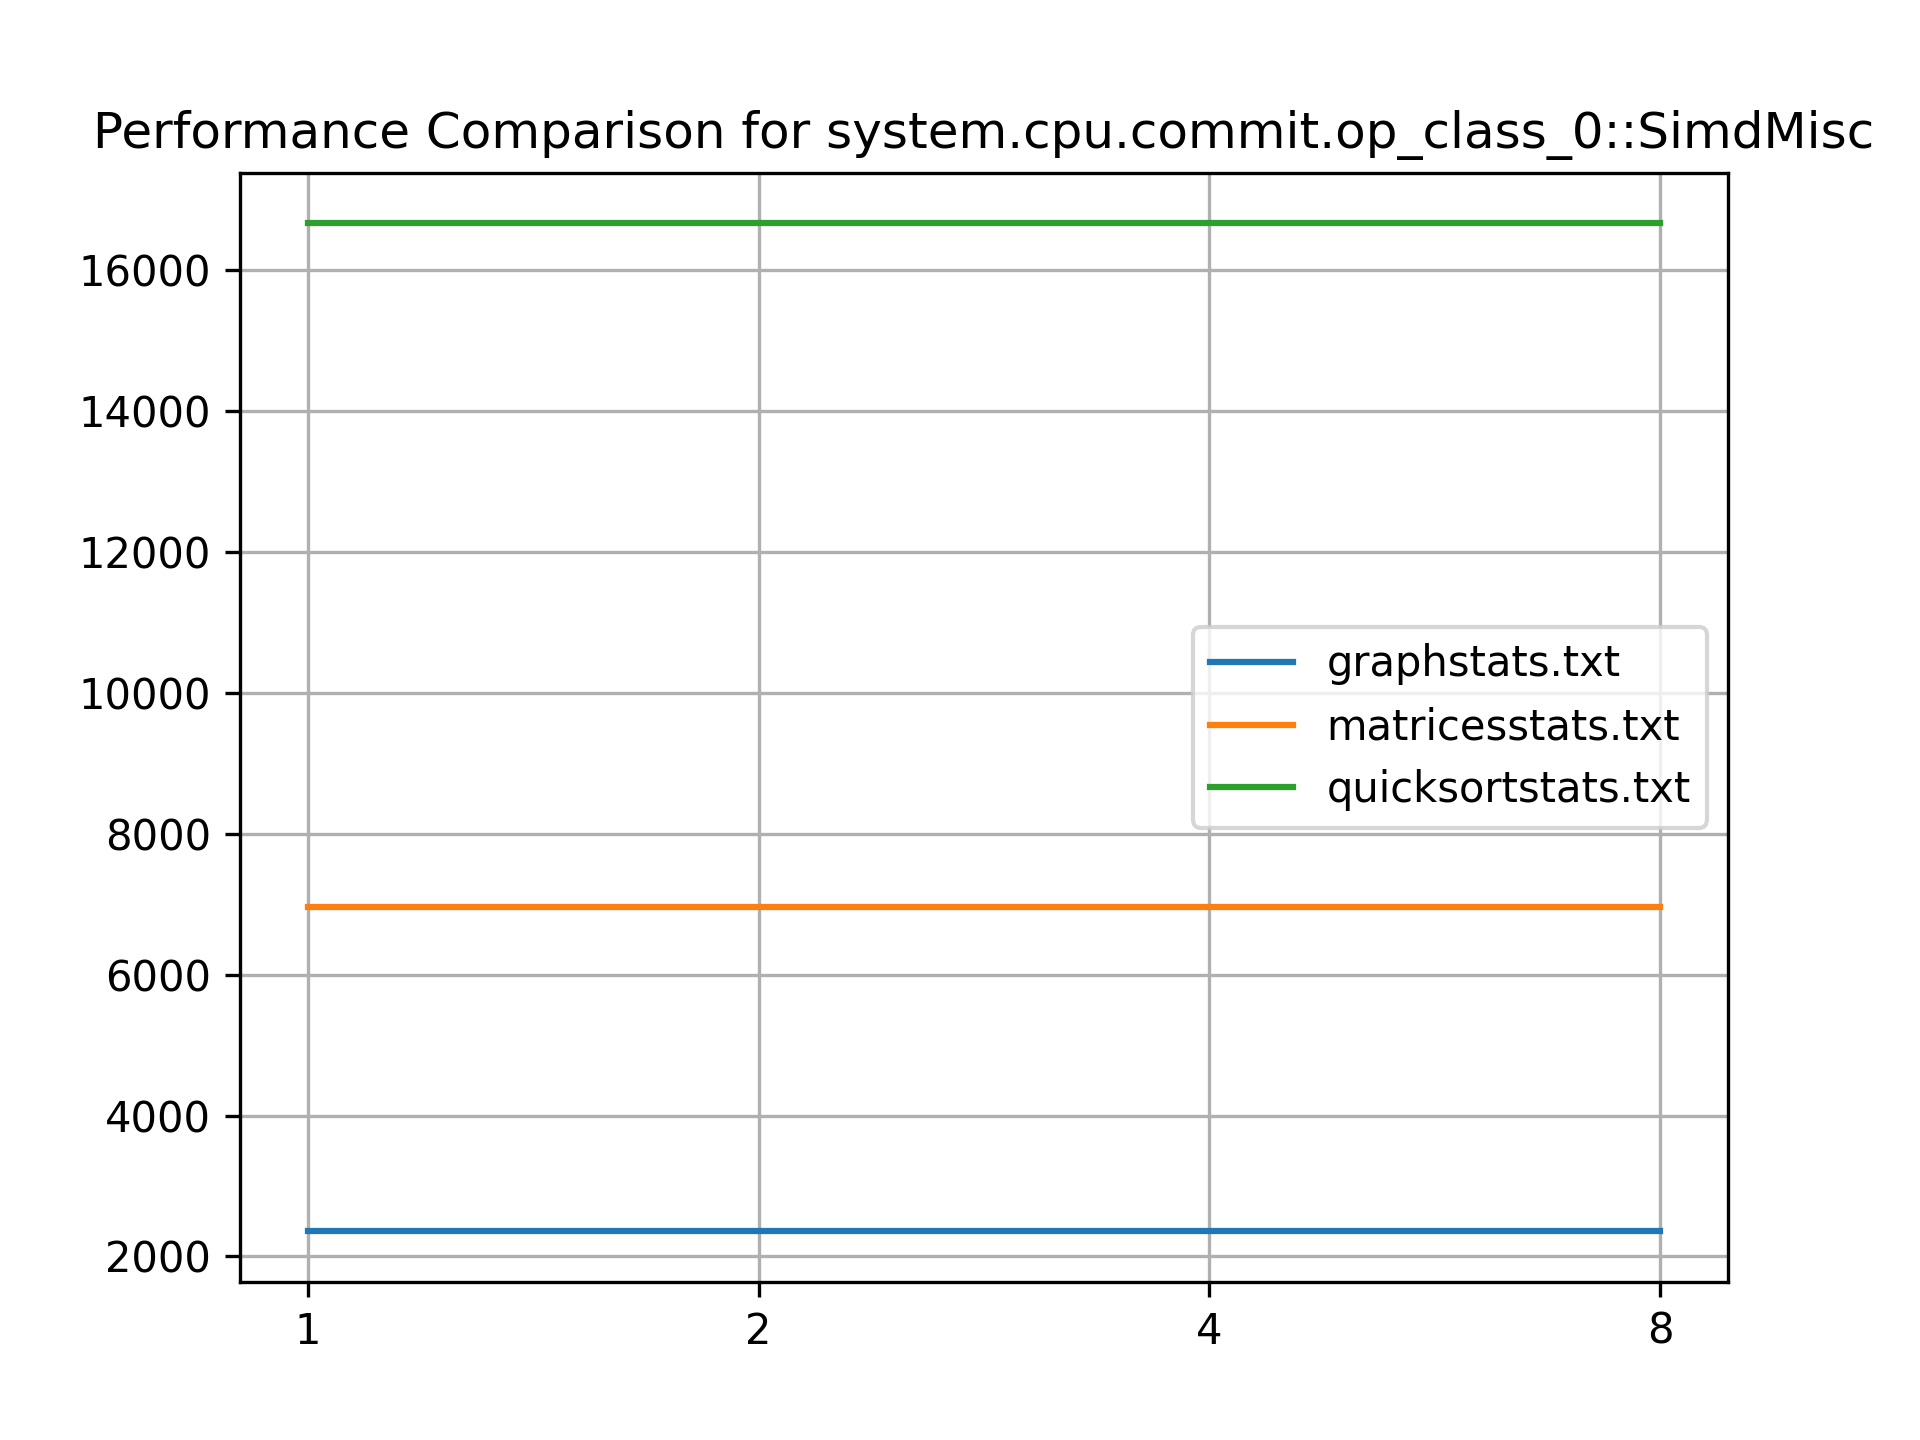 Performance Comparison for system.cpu.commit.op_class_0::SimdMisc
16000
14000
12000
10000
8000
6000
4000
2000
graphstats.txt
matricesstats.txt
quicksortstats.txt
1 2 4 8